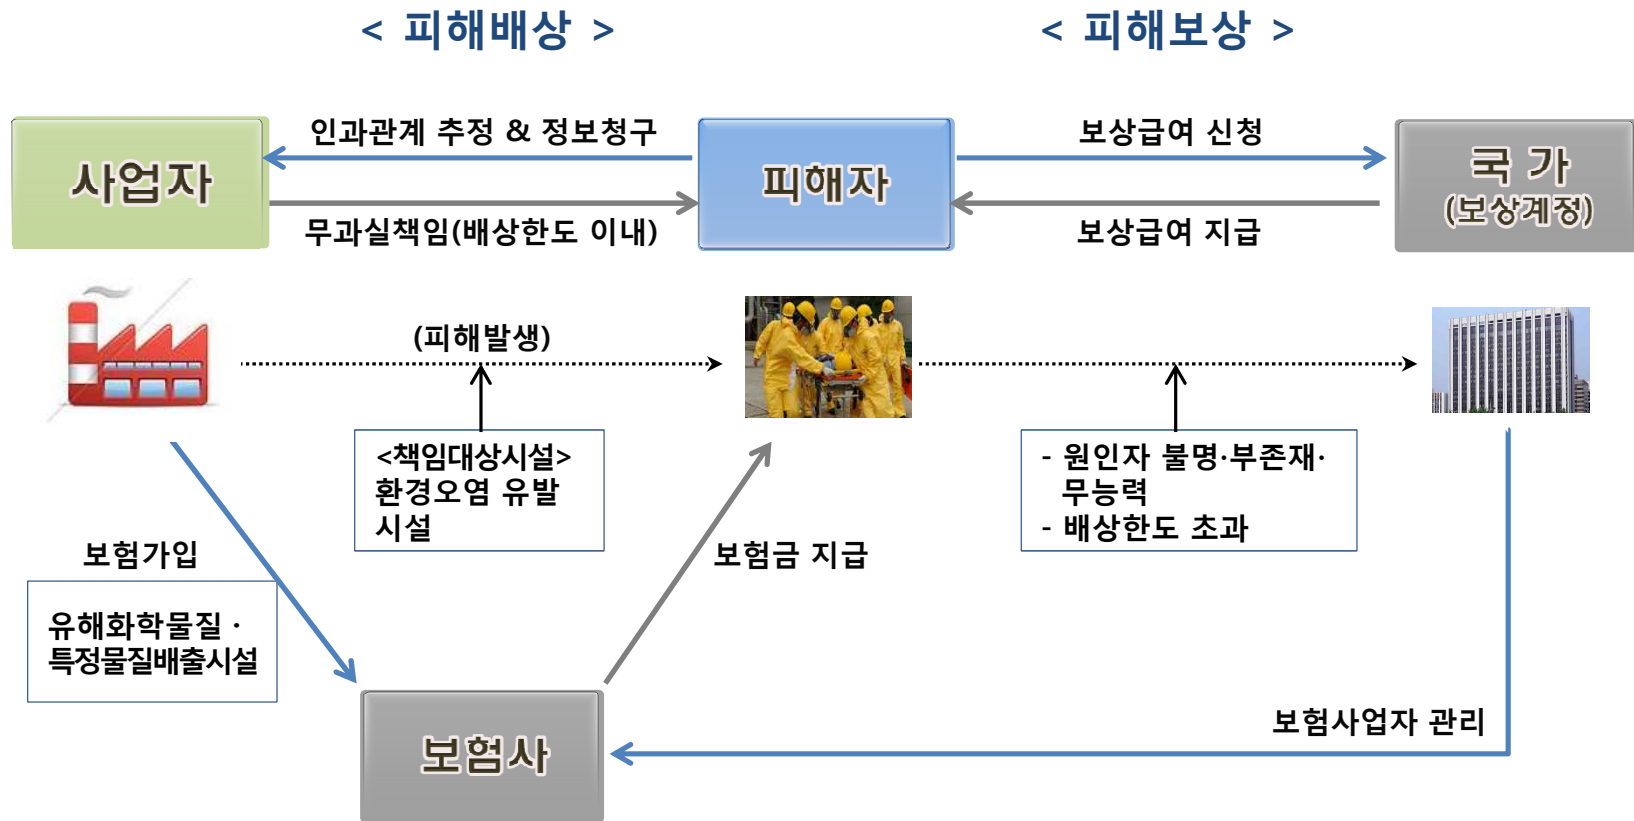 < 피해배상 >
< 피해보상 >
사업자
인과관계 추정 & 정보청구
무과실책임(배상한도 이내)
피해자
보상급여 신청
보상급여 지급
국 가
(보상계정)
(피해발생)
<책임대상시설>
환경오염 유발
시설
- 원인자 불명·부존재·
무능력
- 배상한도 초과
보험가입
유해화학물질 ·
특정물질배출시설
보험금 지급
보험사
보험사업자 관리